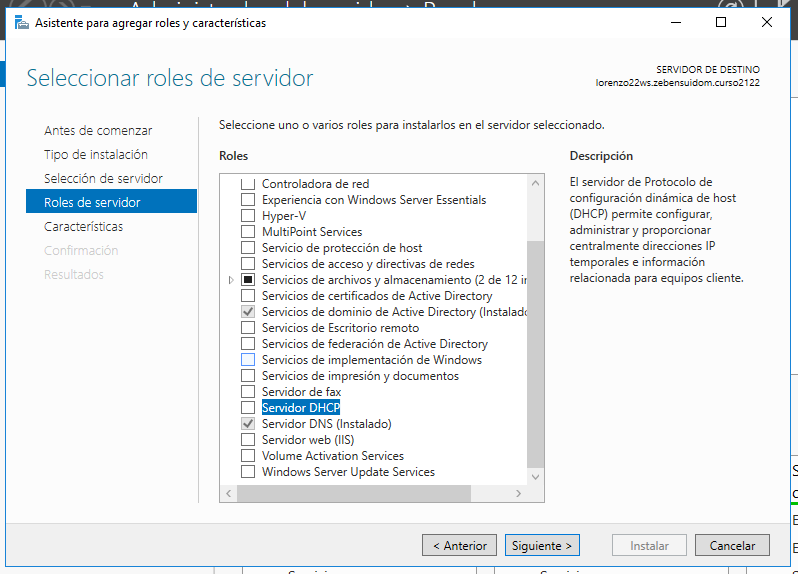 Asistente para agregar roles y características
Seleccionar roles de servidor
SERVIDOR DE DESTINO
lorenzo22ws.zebensuidom.curso2122
Antes de comenzar
Tipo de instalación
Selección de servidor
Roles de servidor
Características
Confirmación
Resultados
Seleccione uno o varios roles para instalarlos en el servidor seleccionado.
Roles
Controladora de red
Experiencia con Windows Server Essentials
Hyper-V
MultiPoint Services
Servicio de protección de host
Servicios de acceso y directivas de redes
Servicios de archivos y almacenamiento (2 de 12 in
Servicios de certificados de Active Directory
Servicios de dominio de Active Directory (Instalado
Servicios de Escritorio remoto
Servicios de federación de Active Directory
Servicios de implementación de Windows
Servicios de impresión y documentos
Servidor de fax
Servidor DHCP
Servidor DNS (Instalado)
Servidor web (IIS)
Volume Activation Services
Windows Server Update Services
Descripción
El servidor de Protocolo de
configuración dinámica de host
(DHCP) permite configurar,
administrar y proporcionar
centralmente direcciones IP
temporales e información
relacionada para equipos cliente.
< Anterior
Siguiente >
Instalar
Cancelar